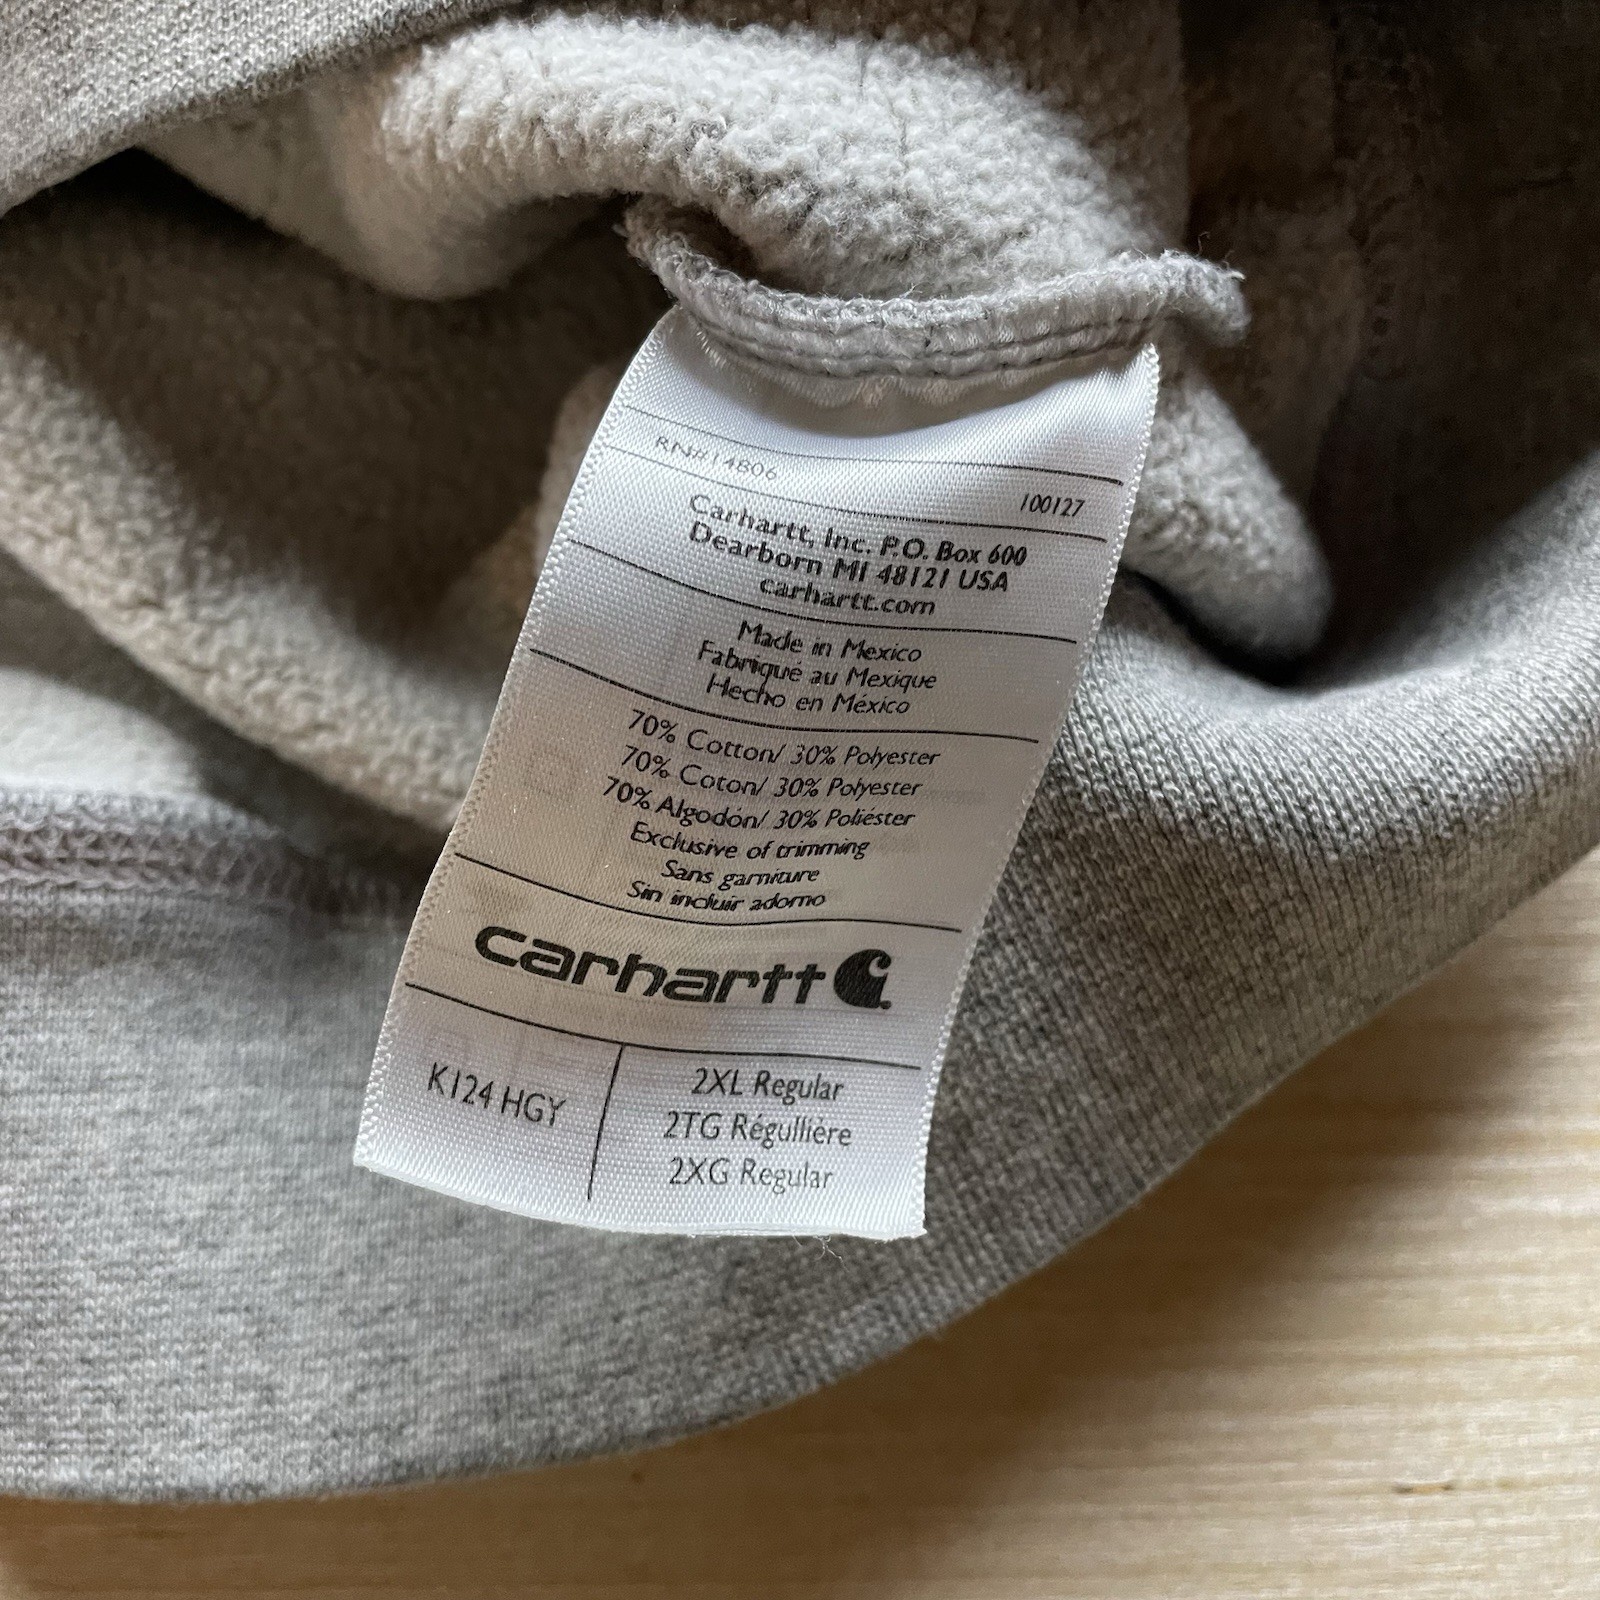 RN#14806
100127
Carhartt, Inc. P.O. Box 600
Dearborn MI 48121 USA
carhartt.com
Made in Mexico
Fabriqué au Mexique
Hecho en México
70% Cotton/ 30% Polyester
70% Coton/ 30% Polyester
70% Algodón/ 30% Poliéster
Exclusive of trimming
Sans garniture
Sin incluir adorno
carhartt
K124 HGY
2XL Regular
2TG Régullière
2XG Regular